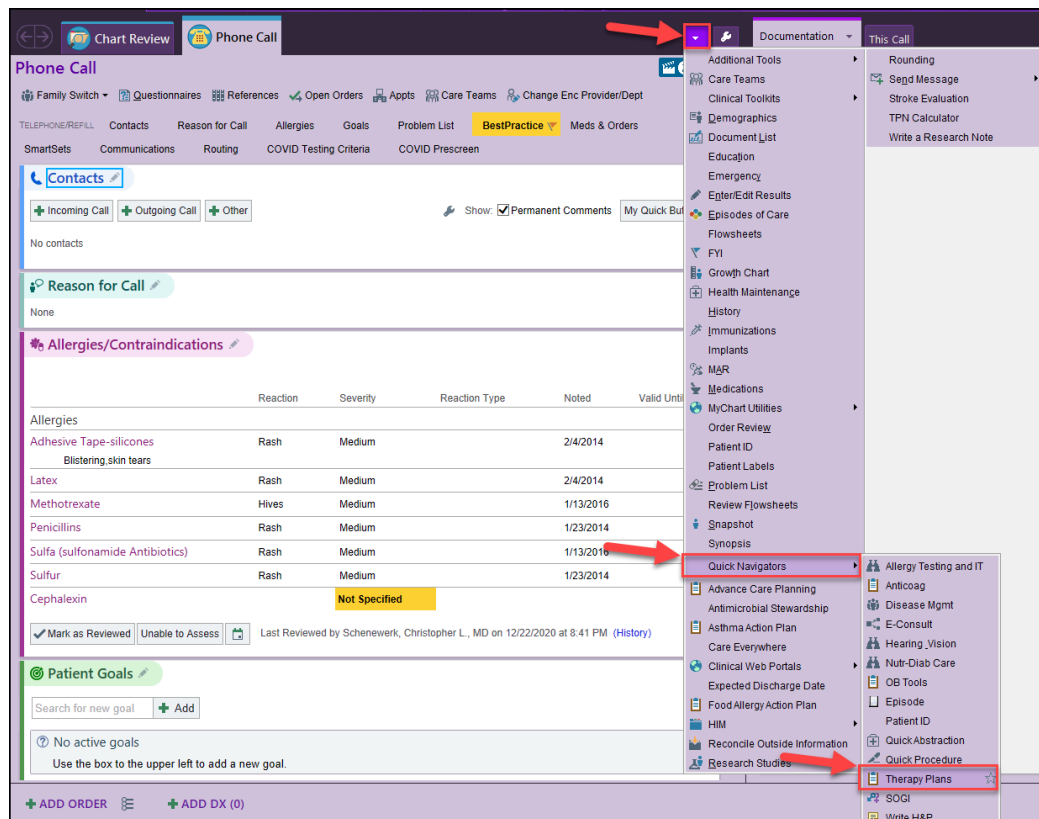 Chart Review
Phone Call
Documentation
This Call
Phone Call
Family Switch
Questionnaires
References
Open Orders
Appts
Care Teams
Change Enc Provider/Dept
TELEPHONE/REFILL
Contacts
Reason for Call
Allergies
Goals
Problem List
BestPractice
Meds & Orders
SmartSets
Communications
Routing
COVID Testing Criteria
COVID Prescreen
Contacts
Incoming Call
Outgoing Call
Other
Show:
Permanent Comments
My Quick But
No contacts
Reason for Call
None
Allergies/Contraindications
Reaction Severity Reaction Type Noted Valid Until
Allergies
Adhesive Tape-silicones Rash Medium 2/4/2014
Blistering,skin tears
Latex Rash Medium 2/4/2014
Methotrexate Hives Medium 1/13/2016
Penicillins Rash Medium 1/23/2014
Sulfa (sulfonamide Antibiotics) Rash Medium 1/13/2016
Sulfur Rash Medium 1/23/2014
Cephalexin Not Specified
Mark as Reviewed
Unable to Assess
Last Reviewed by Schenewerk, Christopher L., MD on 12/22/2020 at 8:41 PM (History)
Patient Goals
Search for new goal
Add
No active goals
Use the box to the upper left to add a new goal.
ADD ORDER
ADD DX (0)
Additional Tools
Care Teams
Clinical Toolkits
Demographics
Document List
Education
Emergency
Enter/Edit Results
Episodes of Care
Flowsheets
FYI
Growth Chart
Health Maintenance
History
Immunizations
Implants
MAR
Medications
MyChart Utilities
Order Review
Patient ID
Patient Labels
Problem List
Review Flowsheets
Snapshot
Synopsis
Quick Navigators
Advance Care Planning
Antimicrobial Stewardship
Asthma Action Plan
Care Everywhere
Clinical Web Portals
Expected Discharge Date
Food Allergy Action Plan
HIM
Reconcile Outside Information
Research Studies
Rounding
Send Message
Stroke Evaluation
TPN Calculator
Write a Research Note
Allergy Testing and IT
Anticoag
Disease Mgmt
E-Consult
Hearing_Vision
Nutr-Diab Care
OB Tools
Episode
Patient ID
Quick Abstraction
Quick Procedure
Therapy Plans
SOGI
Write H&P